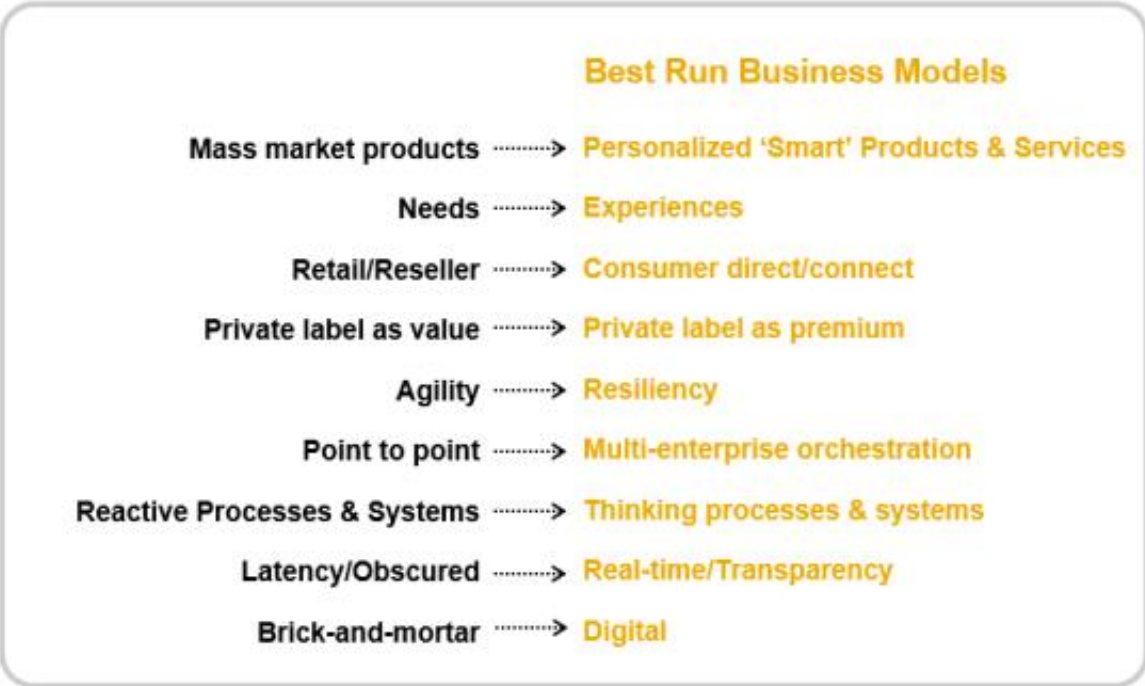 Best Run Business Models
Mass market products Personalized ‘Smart’ Products & Services
Needs Experiences
Retail/Reseller Consumer direct/connect
Private label as value Private label as premium
Agility Resiliency
Point to point Multi-enterprise orchestration
Reactive Processes & Systems Thinking processes & systems
Latency/Obscured Real-time/Transparency
Brick-and-mortar Digital